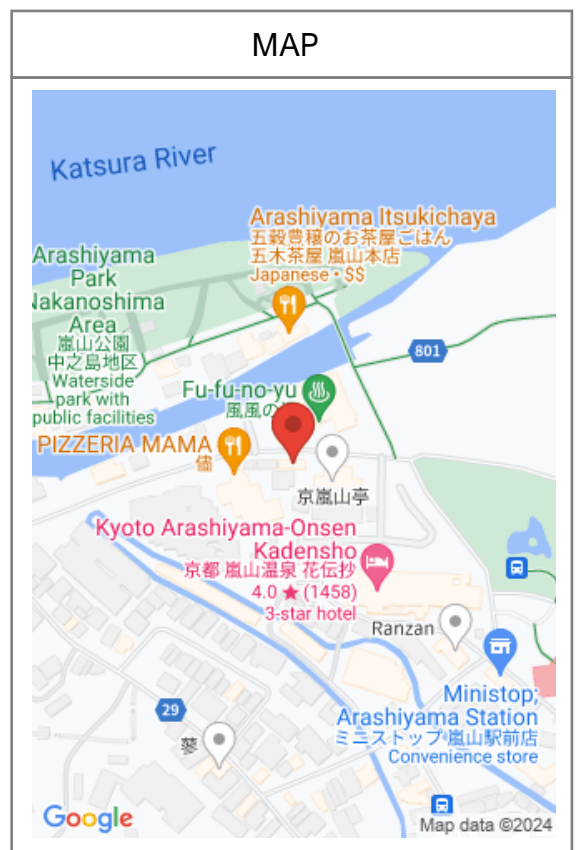 MAP
Katsura River
Arashiyama Itsukichaya
五穀豊穣のお茶屋ごはん
五木茶屋 嵐山本店
Japanese • $$
Arashiyama
Park
Nakanoshima
Area
嵐山公園
中之島地区
Waterside
park with
public facilities
801
Fu-fu-no-yu
風風の
PIZZERIA MAMA
儘
京嵐山亭
Kyoto Arashiyama-Onsen
Kadensho
京都 嵐山温泉 花伝抄
4.0 ★ (1458)
3-star hotel
Ranzan
Ministop;
Arashiyama Station
ミニストップ 嵐山駅前店
Convenience store
29
蓼
Google
Map data ©2024